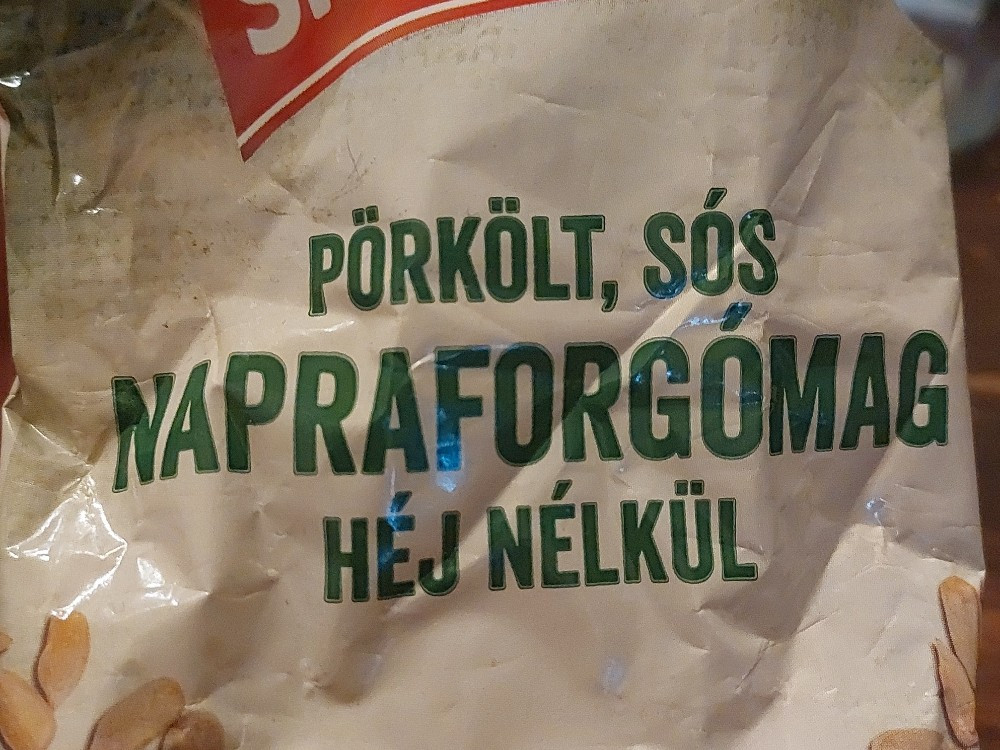 PÖRKÖLT, SÓS
NAPRAFORGÓMAG
HÉJ NÉLKÜL